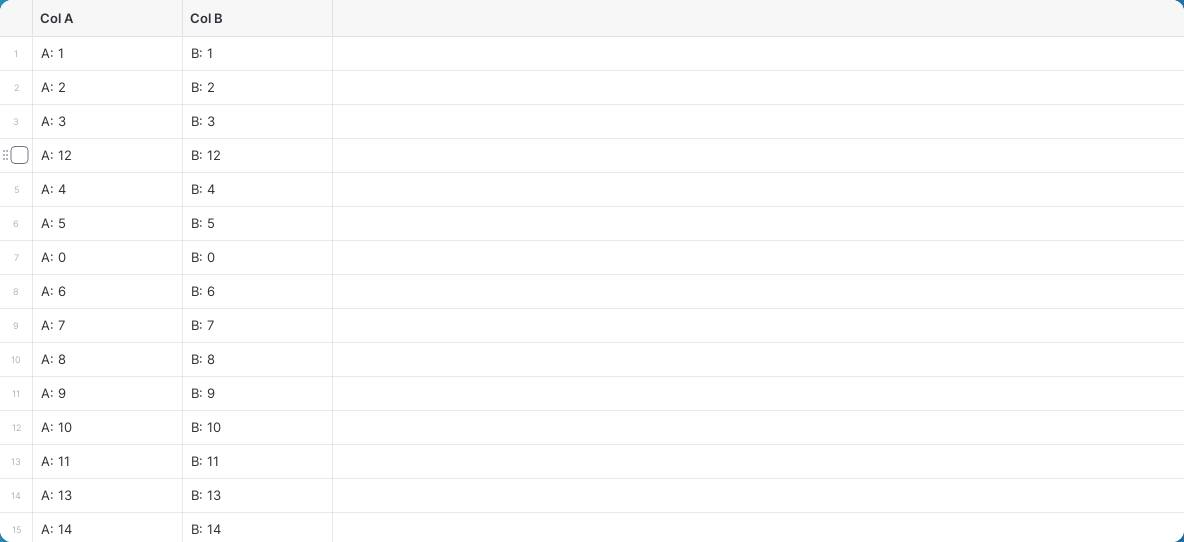 Col A Col B
1 A: 1 B: 1
2 A: 2 B: 2
3 A: 3 B: 3
A: 12 B: 12
5 A: 4 B: 4
6 A: 5 B: 5
7 A: 0 B: 0
8 A: 6 B: 6
9 A: 7 B: 7
10 A: 8 B: 8
11 A: 9 B: 9
12 A: 10 B: 10
13 A: 11 B: 11
14 A: 13 B: 13
15 A: 14 B: 14